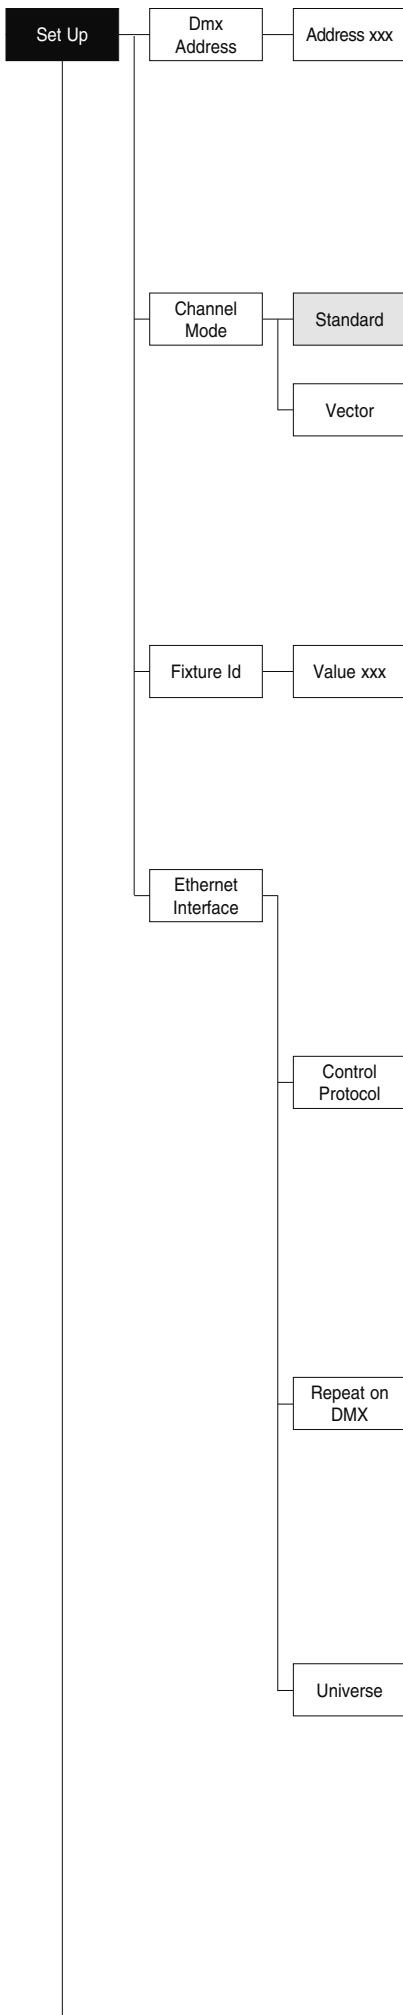 Set Up
Dmx
Address
Address xxx
Channel
Mode
Standard
Vector
Fixture Id
Value xxx
Ethernet
Interface
Control
Protocol
Repeat on
DMX
Universe